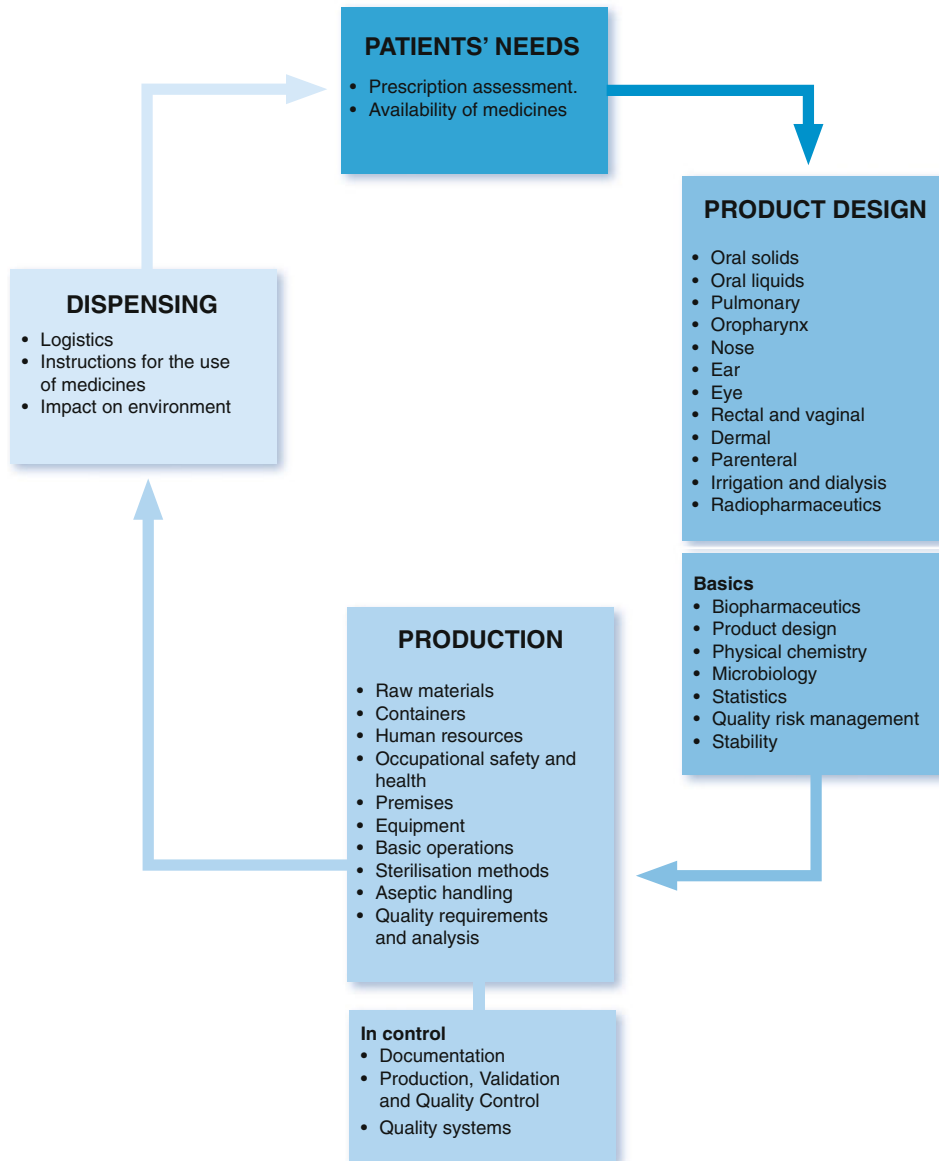 PATIENTS’ NEEDS
• Prescription assessment.
• Availability of medicines
PRODUCT DESIGN
• Oral solids
• Oral liquids
• Pulmonary
• Oropharynx
• Nose
• Ear
• Eye
• Rectal and vaginal
• Dermal
• Parenteral
• Irrigation and dialysis
• Radiopharmaceutics
Basics
• Biopharmaceutics
• Product design
• Physical chemistry
• Microbiology
• Statistics
• Quality risk management
• Stability
PRODUCTION
• Raw materials
• Containers
• Human resources
• Occupational safety and
health
• Premises
• Equipment
• Basic operations
• Sterilisation methods
• Aseptic handling
• Quality requirements
and analysis
In control
• Documentation
• Production, Validation
and Quality Control
• Quality systems
DISPENSING
• Logistics
• Instructions for the use
of medicines
• Impact on environment